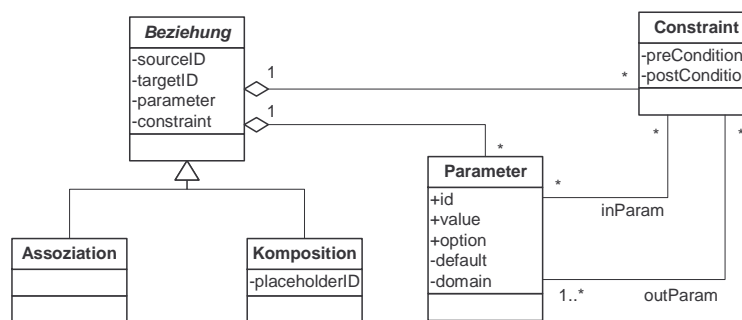 Beziehung
-sourceID
-targetID
-parameter
-constraint
1
1
*
*
Constraint
-preCondition
-postConditio
*
*
Parameter
+id
+value
+option
-default
-domain
*
inParam
1..*
outParam
Assoziation
Komposition
-placeholderID